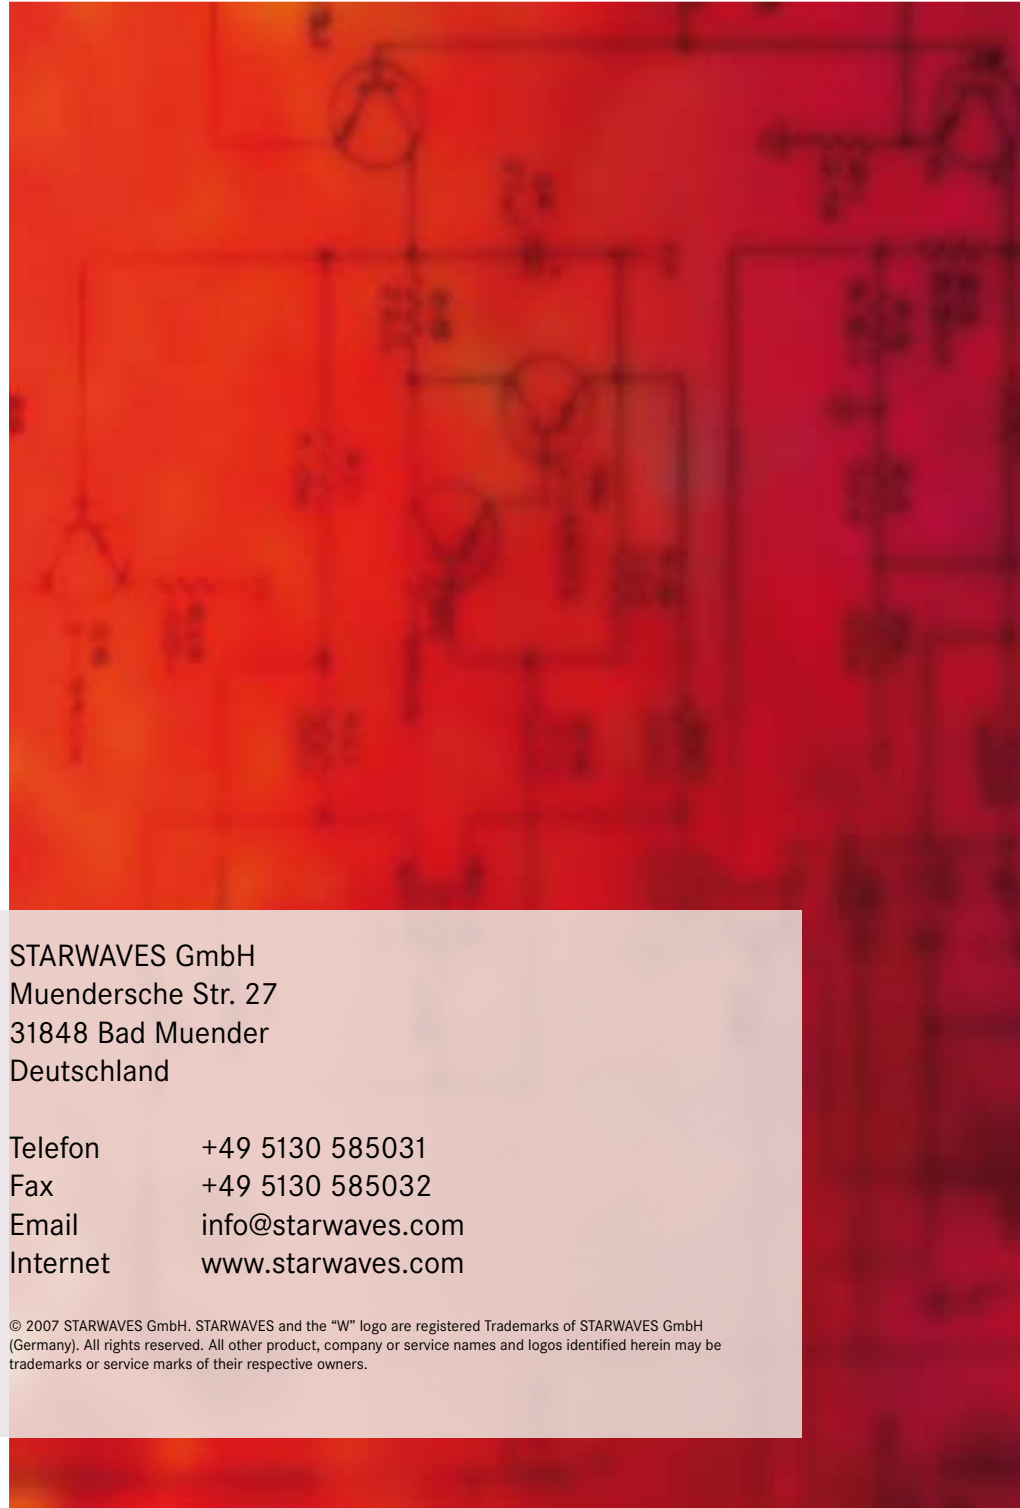 STARWAVES GmbH
Muendersche Str. 27
31848 Bad Muender
Deutschland
Telefon +49 5130 585031
Fax +49 5130 585032
Email info@starwaves.com
Internet www.starwaves.com
© 2007 STARWAVES GmbH. STARWAVES and the “W” logo are registered Trademarks of STARWAVES GmbH
(Germany). All rights reserved. All other product, company or service names and logos identified herein may be
trademarks or service marks of their respective owners.